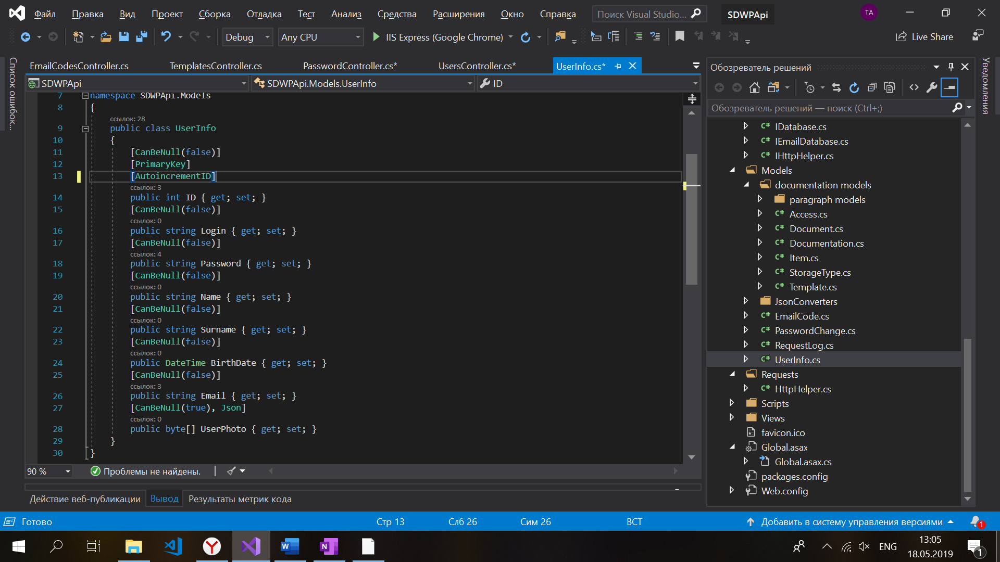 Файл Правка Вид Проект Сборка Отладка Тест Анализ Средства Расширения Окно Справка Поиск Visual Studio... SDWPApi TA
Debug Any CPU IIS Express (Google Chrome) Live Share
Список ошибок...
EmailCodesController.cs TemplatesController.cs PasswordController.cs* UsersController.cs* UserInfo.cs*
SDWPApi SDWPApi.Models.UserInfo ID
7 namespace SDWPApi.Models
8 {
ссылок: 28
9 public class UserInfo
10 {
11 [CanBeNull(false)]
12 [PrimaryKey]
13 [AutoincrementID]
ссылок: 3
14 public int ID { get; set; }
15 [CanBeNull(false)]
ссылок: 0
16 public string Login { get; set; }
17 [CanBeNull(false)]
ссылок: 4
18 public string Password { get; set; }
19 [CanBeNull(false)]
ссылок: 0
20 public string Name { get; set; }
21 [CanBeNull(false)]
ссылок: 0
22 public string Surname { get; set; }
23 [CanBeNull(false)]
ссылок: 0
24 public DateTime BirthDate { get; set; }
25 [CanBeNull(false)]
ссылок: 3
26 public string Email { get; set; }
27 [CanBeNull(true), Json]
ссылок: 0
28 public byte[] UserPhoto { get; set; }
29 }
30 }
90 % Проблемы не найдены.
Действие веб-публикации Вывод Результаты метрик кода
Обозреватель решений
Обозреватель решений — поиск (Ctrl+;)
C# IDatabase.cs
C# IEmailDatabase.cs
C# IHttpHelper.cs
Models
documentation models
paragraph models
C# Access.cs
C# Document.cs
C# Documentation.cs
C# Item.cs
C# StorageType.cs
C# Template.cs
JsonConverters
C# EmailCode.cs
C# PasswordChange.cs
C# RequestLog.cs
C# UserInfo.cs
Requests
C# HttpHelper.cs
Scripts
Views
favicon.ico
Global.asax
Global.asax.cs
packages.config
Web.config
Уведомления
Готово Стр 13 Слб 26 Сим 26 ВСТ Добавить в систему управления версиями 1
W N ENG 13:05
18.05.2019 1